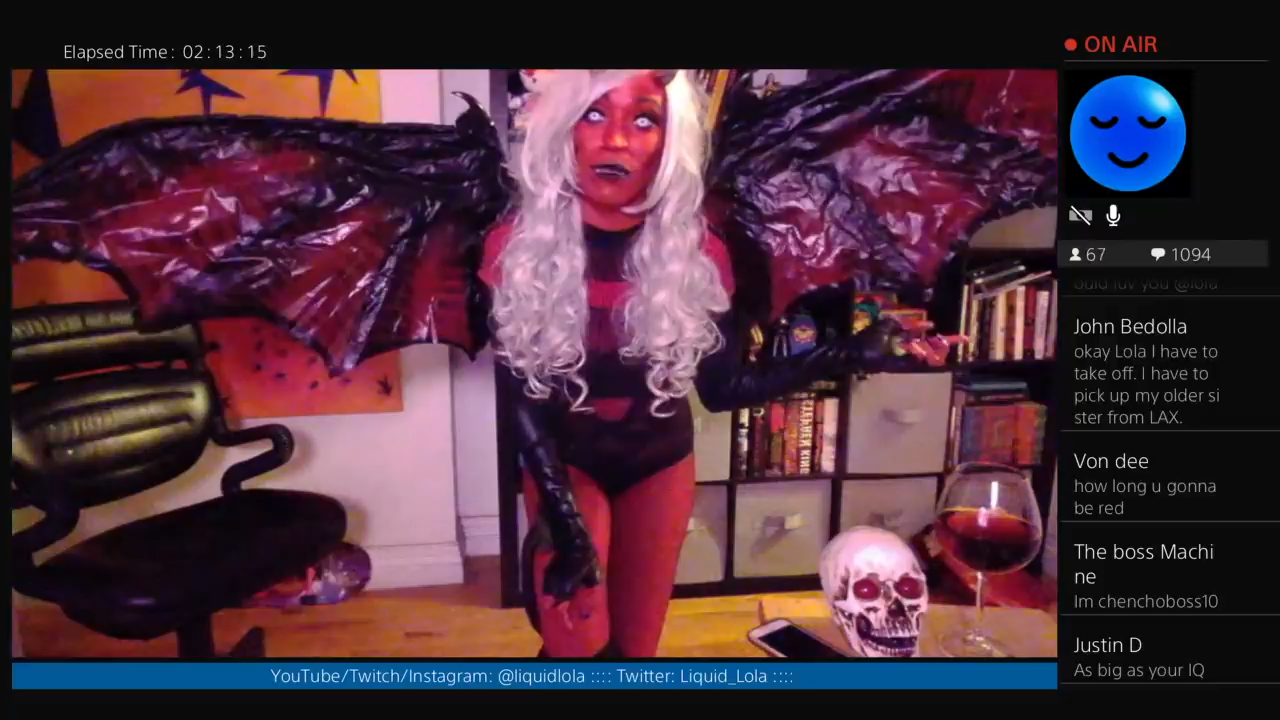 Elapsed Time: 02:13:15
ON AIR
67 1094
John Bedolla
okay Lola I have to
take off. I have to
pick up my older si
ster from LAX.
Von dee
how long u gonna
be red
The boss Machi
ne
Im chenchoboss10
Justin D
As big as your IQ
STEPHEN KING
YouTube/Twitch/Instagram: @liquidlola :::: Twitter: Liquid_Lola ::::